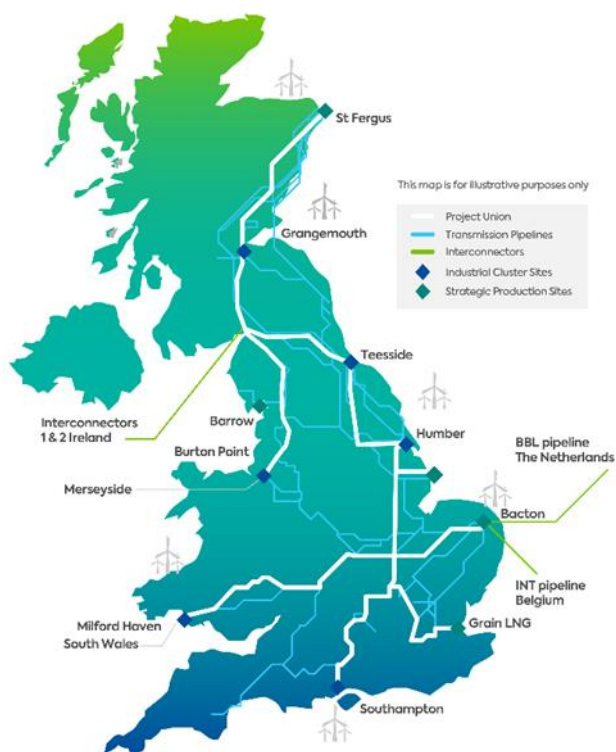 St Fergus
This map is for illustrative purposes only
Project Union
Transmission Pipelines
Interconnectors
Industrial Cluster Sites
Strategic Production Sites
Grangemouth
Teesside
Interconnectors
1 & 2 Ireland
Barrow
Burton Point
Merseyside
Humber
BBL pipeline
The Netherlands
Bacton
INT pipeline
Belgium
Milford Haven
South Wales
Grain LNG
Southampton